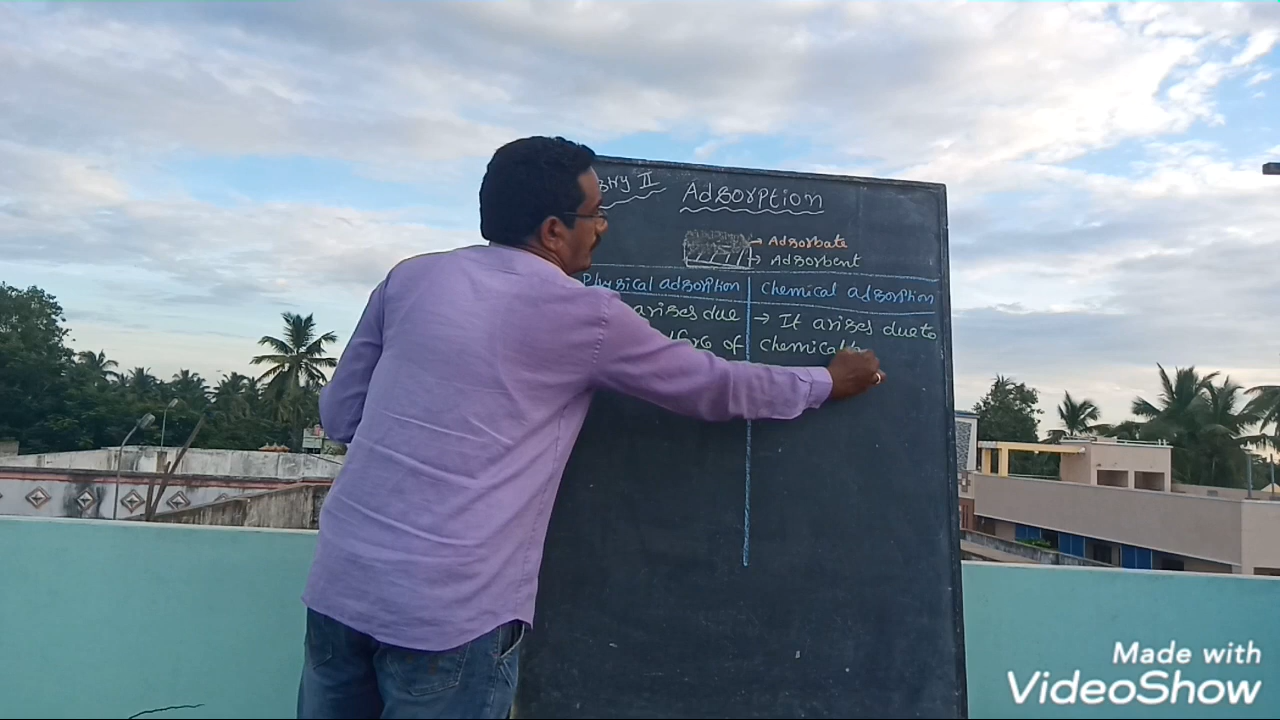 stry II Adsorption
→ Adsorbate
→ Adsorbent
Physical adsorption
arises due
of
Chemical adsorption
→ It arises due to
chemical
Made with
VideoShow